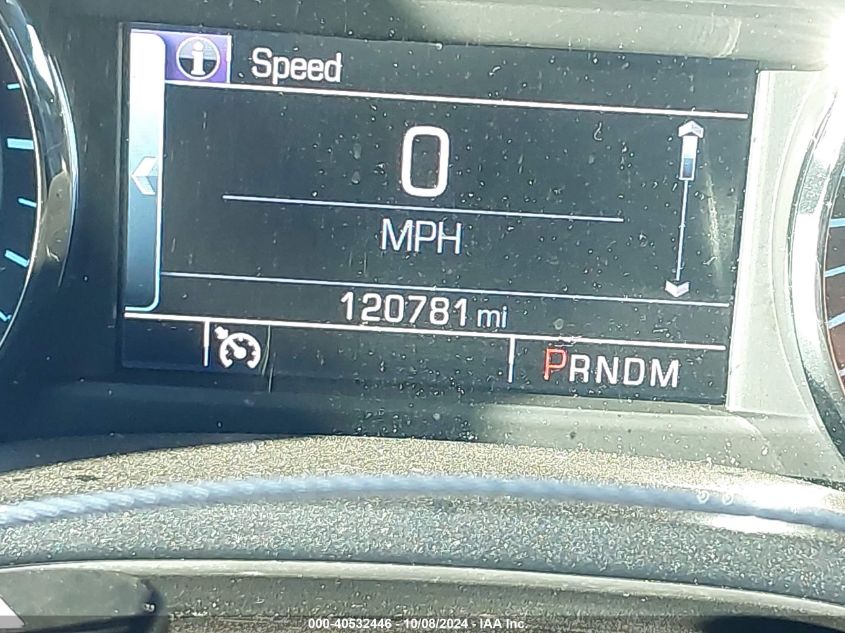 i Speed
0
MPH
120781 mi
PRNDM
000-40532446 - 10/08/2024 - IAA Inc.